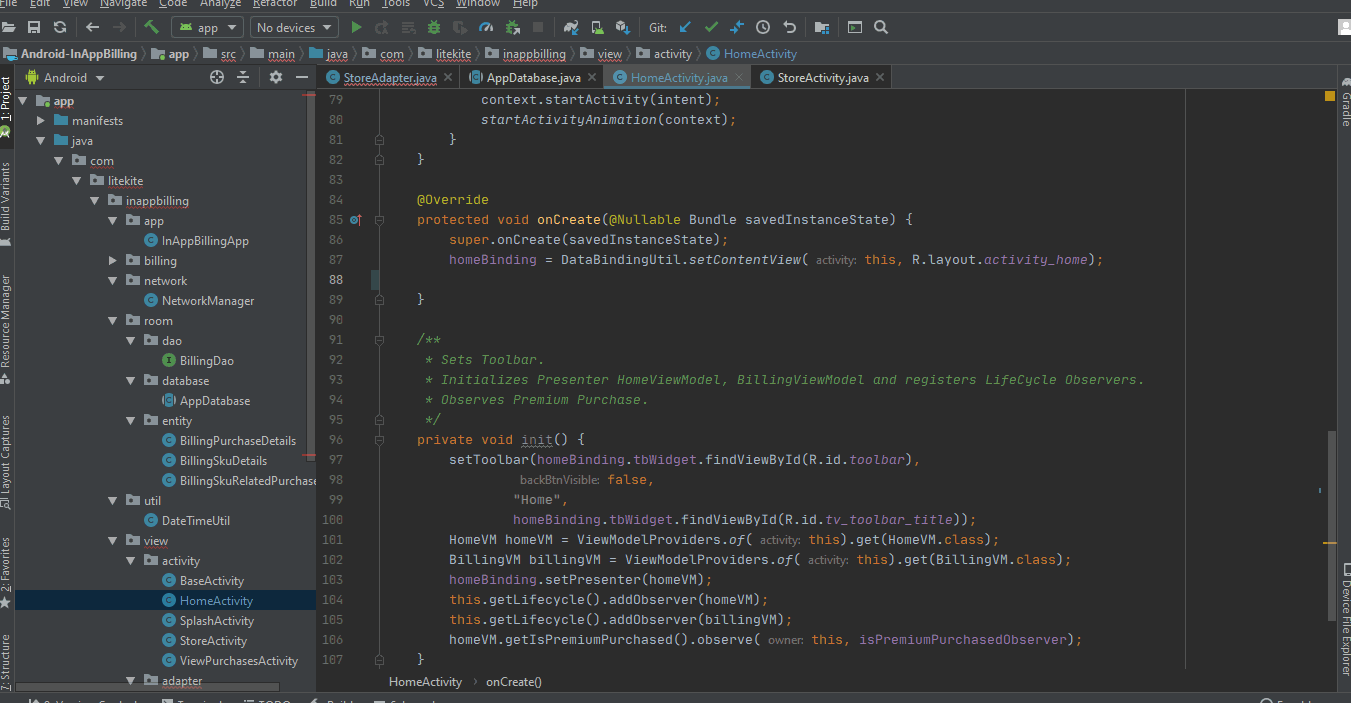 File Edit View Navigate Code Analyze Refactor Build Run Tools VCS Window Help
app No devices Git:
Android-InAppBilling app src main java com litekite inappbilling view activity HomeActivity
Android StoreAdapter.java AppDatabase.java HomeActivity.java StoreActivity.java
1: Project
Build Variants
Resource Manager
Layout Captures
2: Favorites
7: Structure
app
manifests
java
com
litekite
inappbilling
app
InAppBillingApp
billing
network
NetworkManager
room
dao
BillingDao
database
AppDatabase
entity
BillingPurchaseDetails
BillingSkuDetails
BillingSkuRelatedPurchase
util
DateTimeUtil
view
activity
BaseActivity
HomeActivity
SplashActivity
StoreActivity
ViewPurchasesActivity
adapter
79 context.startActivity(intent);
80 startActivityAnimation(context);
81 }
82 }
83
84 @Override
85 protected void onCreate(@Nullable Bundle savedInstanceState) {
86 super.onCreate(savedInstanceState);
87 homeBinding = DataBindingUtil.setContentView( activity: this, R.layout.activity_home);
88
89 }
90
91 /**
92 * Sets Toolbar.
93 * Initializes Presenter HomeViewModel, BillingViewModel and registers LifeCycle Observers.
94 * Observes Premium Purchase.
95 */
96 private void init() {
97 setToolbar(homeBinding.tbWidget.findViewById(R.id.toolbar),
98 backBtnVisible: false,
99 "Home",
100 homeBinding.tbWidget.findViewById(R.id.tv_toolbar_title));
101 HomeVM homeVM = ViewModelProviders.of( activity: this).get(HomeVM.class);
102 BillingVM billingVM = ViewModelProviders.of( activity: this).get(BillingVM.class);
103 homeBinding.setPresenter(homeVM);
104 this.getLifecycle().addObserver(homeVM);
105 this.getLifecycle().addObserver(billingVM);
106 homeVM.getIsPremiumPurchased().observe( owner: this, isPremiumPurchasedObserver);
107 }
HomeActivity onCreate()
Gradle
Device File Explorer